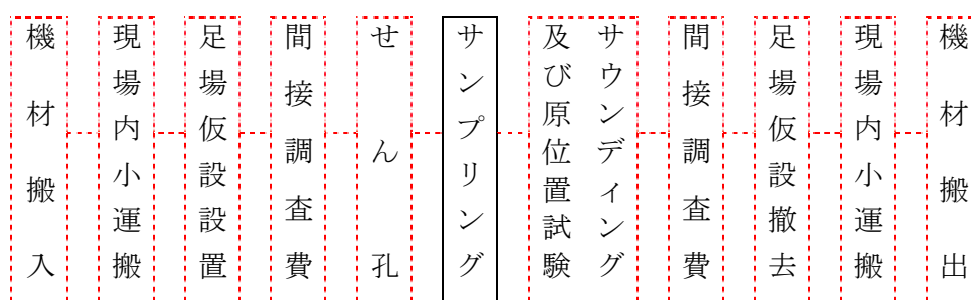 機材搬入
現場内小運搬
足場仮設設置
間接調査費
せん孔
サンプリング
サウンディング
及び原位置試験
間接調査費
足場仮設撤去
現場内小運搬
機材搬出